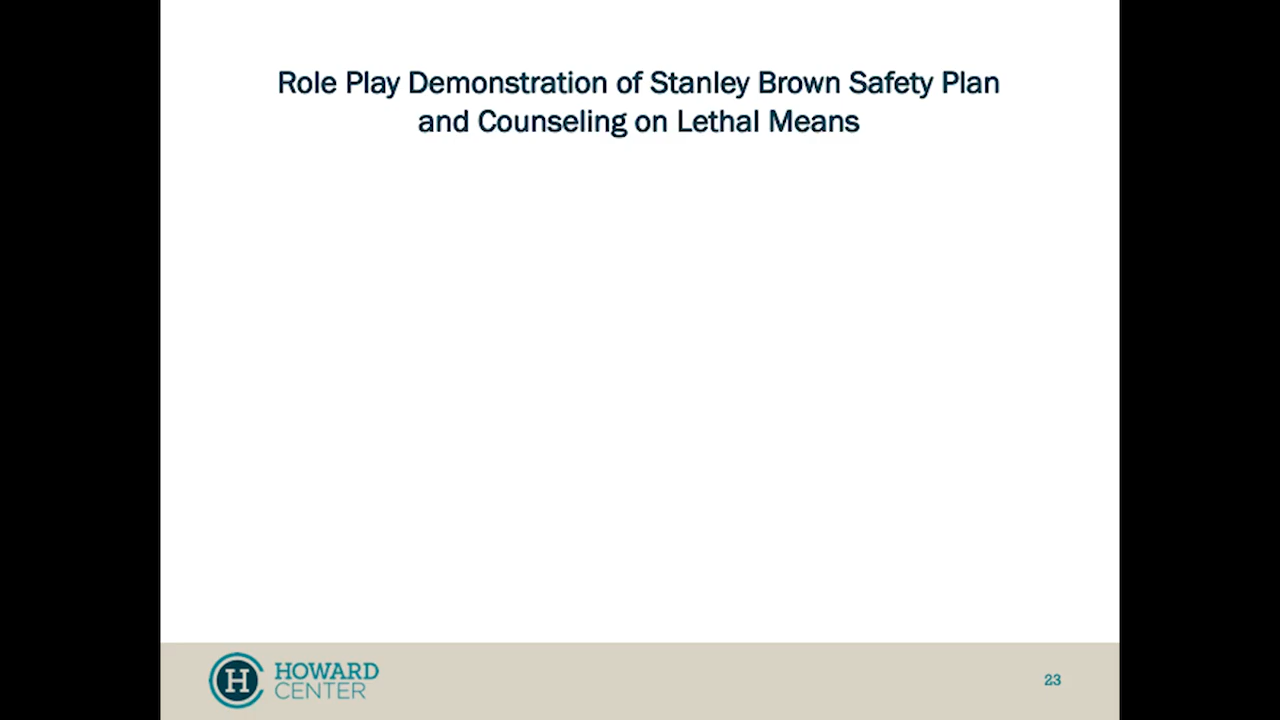 Role Play Demonstration of Stanley Brown Safety Plan
and Counseling on Lethal Means
H
HOWARD
CENTER
23